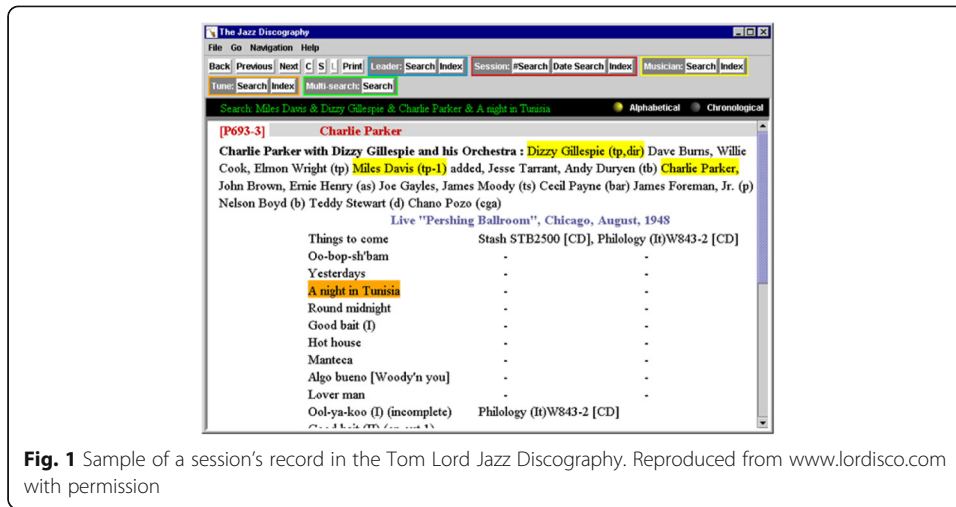 The Jazz Discography
File Go Navigation Help
Back Previous Next C S L Print Leader: Search Index Session: #Search Date Search Index Musician: Search Index
Tune: Search Index Multi-search: Search
Search: Miles Davis & Dizzy Gillespie & Charlie Parker & A night in Tunisia Alphabetical Chronological
[P693-3] Charlie Parker
Charlie Parker with Dizzy Gillespie and his Orchestra : Dizzy Gillespie (tp,dir) Dave Burns, Willie
Cook, Elmon Wright (tp) Miles Davis (tp-1) added, Jesse Tarrant, Andy Duryen (tb) Charlie Parker,
John Brown, Ernie Henry (as) Joe Gayles, James Moody (ts) Cecil Payne (bar) James Foreman, Jr. (p)
Nelson Boyd (b) Teddy Stewart (d) Chano Pozo (cga)
Live "Pershing Ballroom", Chicago, August, 1948
Things to come Stash STB2500 [CD], Philology (It)W843-2 [CD]
Oo-bop-sh'bam - -
Yesterdays - -
A night in Tunisia - -
Round midnight - -
Good bait (I) - -
Hot house - -
Manteca - -
Algo bueno [Woody'n you] - -
Lover man - -
Ool-ya-koo (I) (incomplete) Philology (It)W843-2 [CD]
Fig. 1 Sample of a session's record in the Tom Lord Jazz Discography. Reproduced from www.lordisco.com
with permission